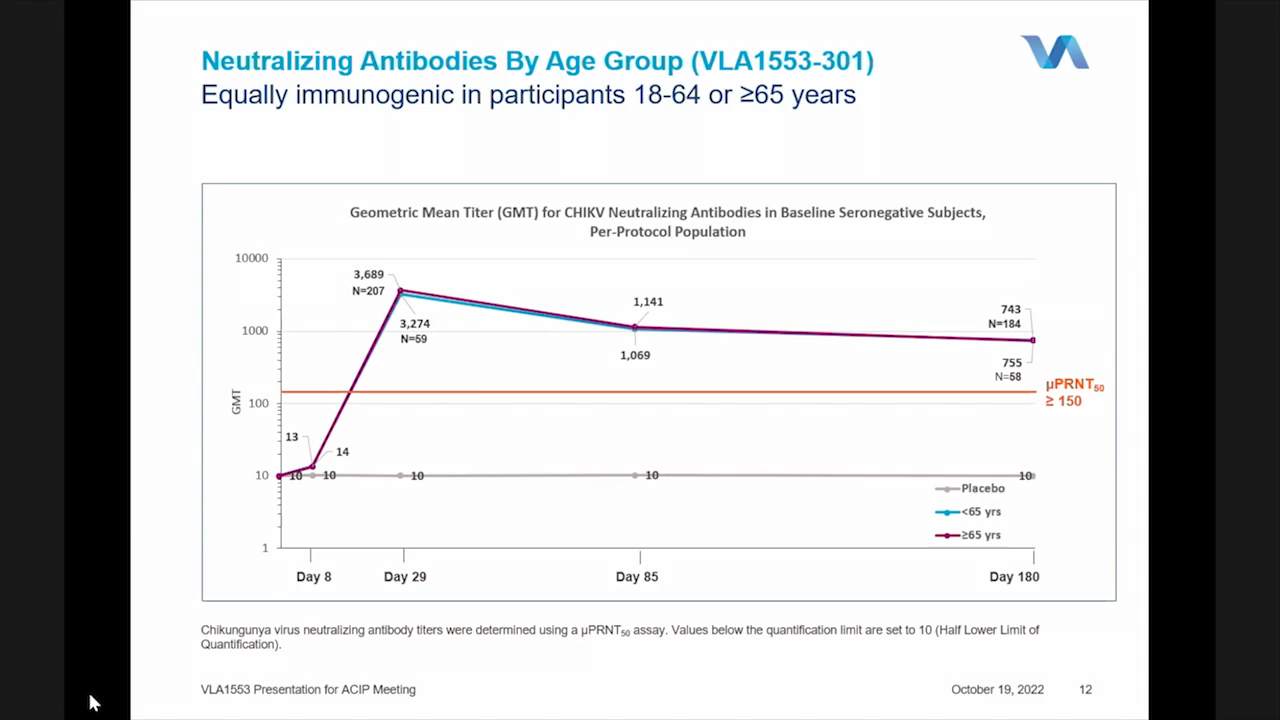 Neutralizing Antibodies By Age Group (VLA1553-301)
Equally immunogenic in participants 18-64 or ≥65 years
Geometric Mean Titer (GMT) for CHIKV Neutralizing Antibodies in Baseline Seronegative Subjects,
Per-Protocol Population
10000
1000
100
10
1
GMT
3,689
N=207
3,274
N=59
1,141
1,069
743
N=184
755
N=58
µPRNT50
≥ 150
13
14
10
10
10
10
10
Placebo
<65 yrs
≥65 yrs
Day 8
Day 29
Day 85
Day 180
Chikungunya virus neutralizing antibody titers were determined using a µPRNT50 assay. Values below the quantification limit are set to 10 (Half Lower Limit of
Quantification).
VLA1553 Presentation for ACIP Meeting
October 19, 2022
12